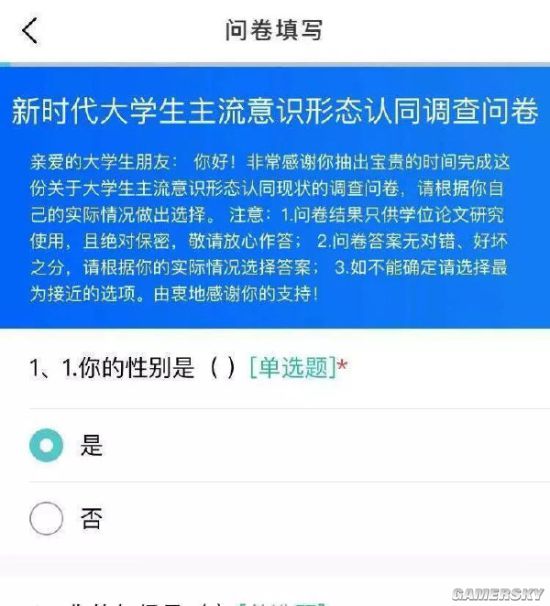 问卷填写
新时代大学生主流意识形态认同调查问卷
亲爱的大学生朋友： 你好！非常感谢你抽出宝贵的时间完成这
份关于大学生主流意识形态认同现状的调查问卷，请根据你自
己的实际情况做出选择。 注意：1.问卷结果只供学位论文研究
使用，且绝对保密，敬请放心作答；2.问卷答案无对错、好坏
之分，请根据你的实际情况选择答案；3.如不能确定请选择最
为接近的选项。由衷地感谢你的支持！
1、1.你的性别是（ ）[单选题]*
是
否
GAMERSKY